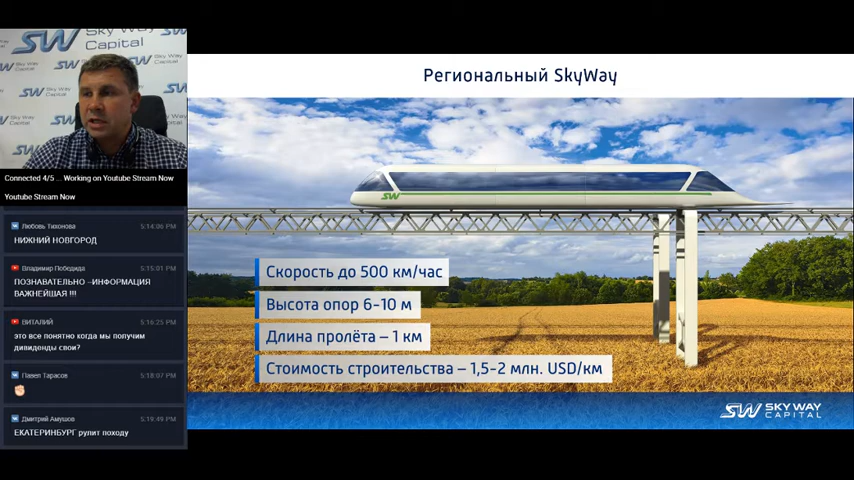 SW SkyWay Capital
Connected 4/5 ... Working on Youtube Stream Now
Youtube Stream Now
Любовь Тихонова 5:14:06 PM
НИЖНИЙ НОВГОРОД
Владимир Победида 5:15:01 PM
ПОЗНАВАТЕЛЬНО –ИНФОРМАЦИЯ
ВАЖНЕЙШАЯ !!!
ВИТАЛИЙ 5:16:25 PM
это все понятно когда мы получим
дивиденды свои?
Павел Тарасов 5:18:07 PM
Дмитрий Амушов 5:19:49 PM
ЕКАТЕРИНБУРГ рулит походу
Региональный SkyWay
SW
Скорость до 500 км/час
Высота опор 6-10 м
Длина пролёта – 1 км
Стоимость строительства – 1,5-2 млн. USD/км
SW SKY WAY
CAPITAL